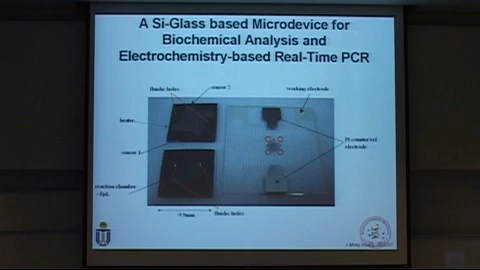 A Si-Glass based Microdevice for
Biochemical Analysis and
Electrochemistry-based Real-Time PCR
fluidic holes
sensor 2
working electrode
heater
sensor 1
Pt counter/ref
electrode
reaction chamber
fluidic holes